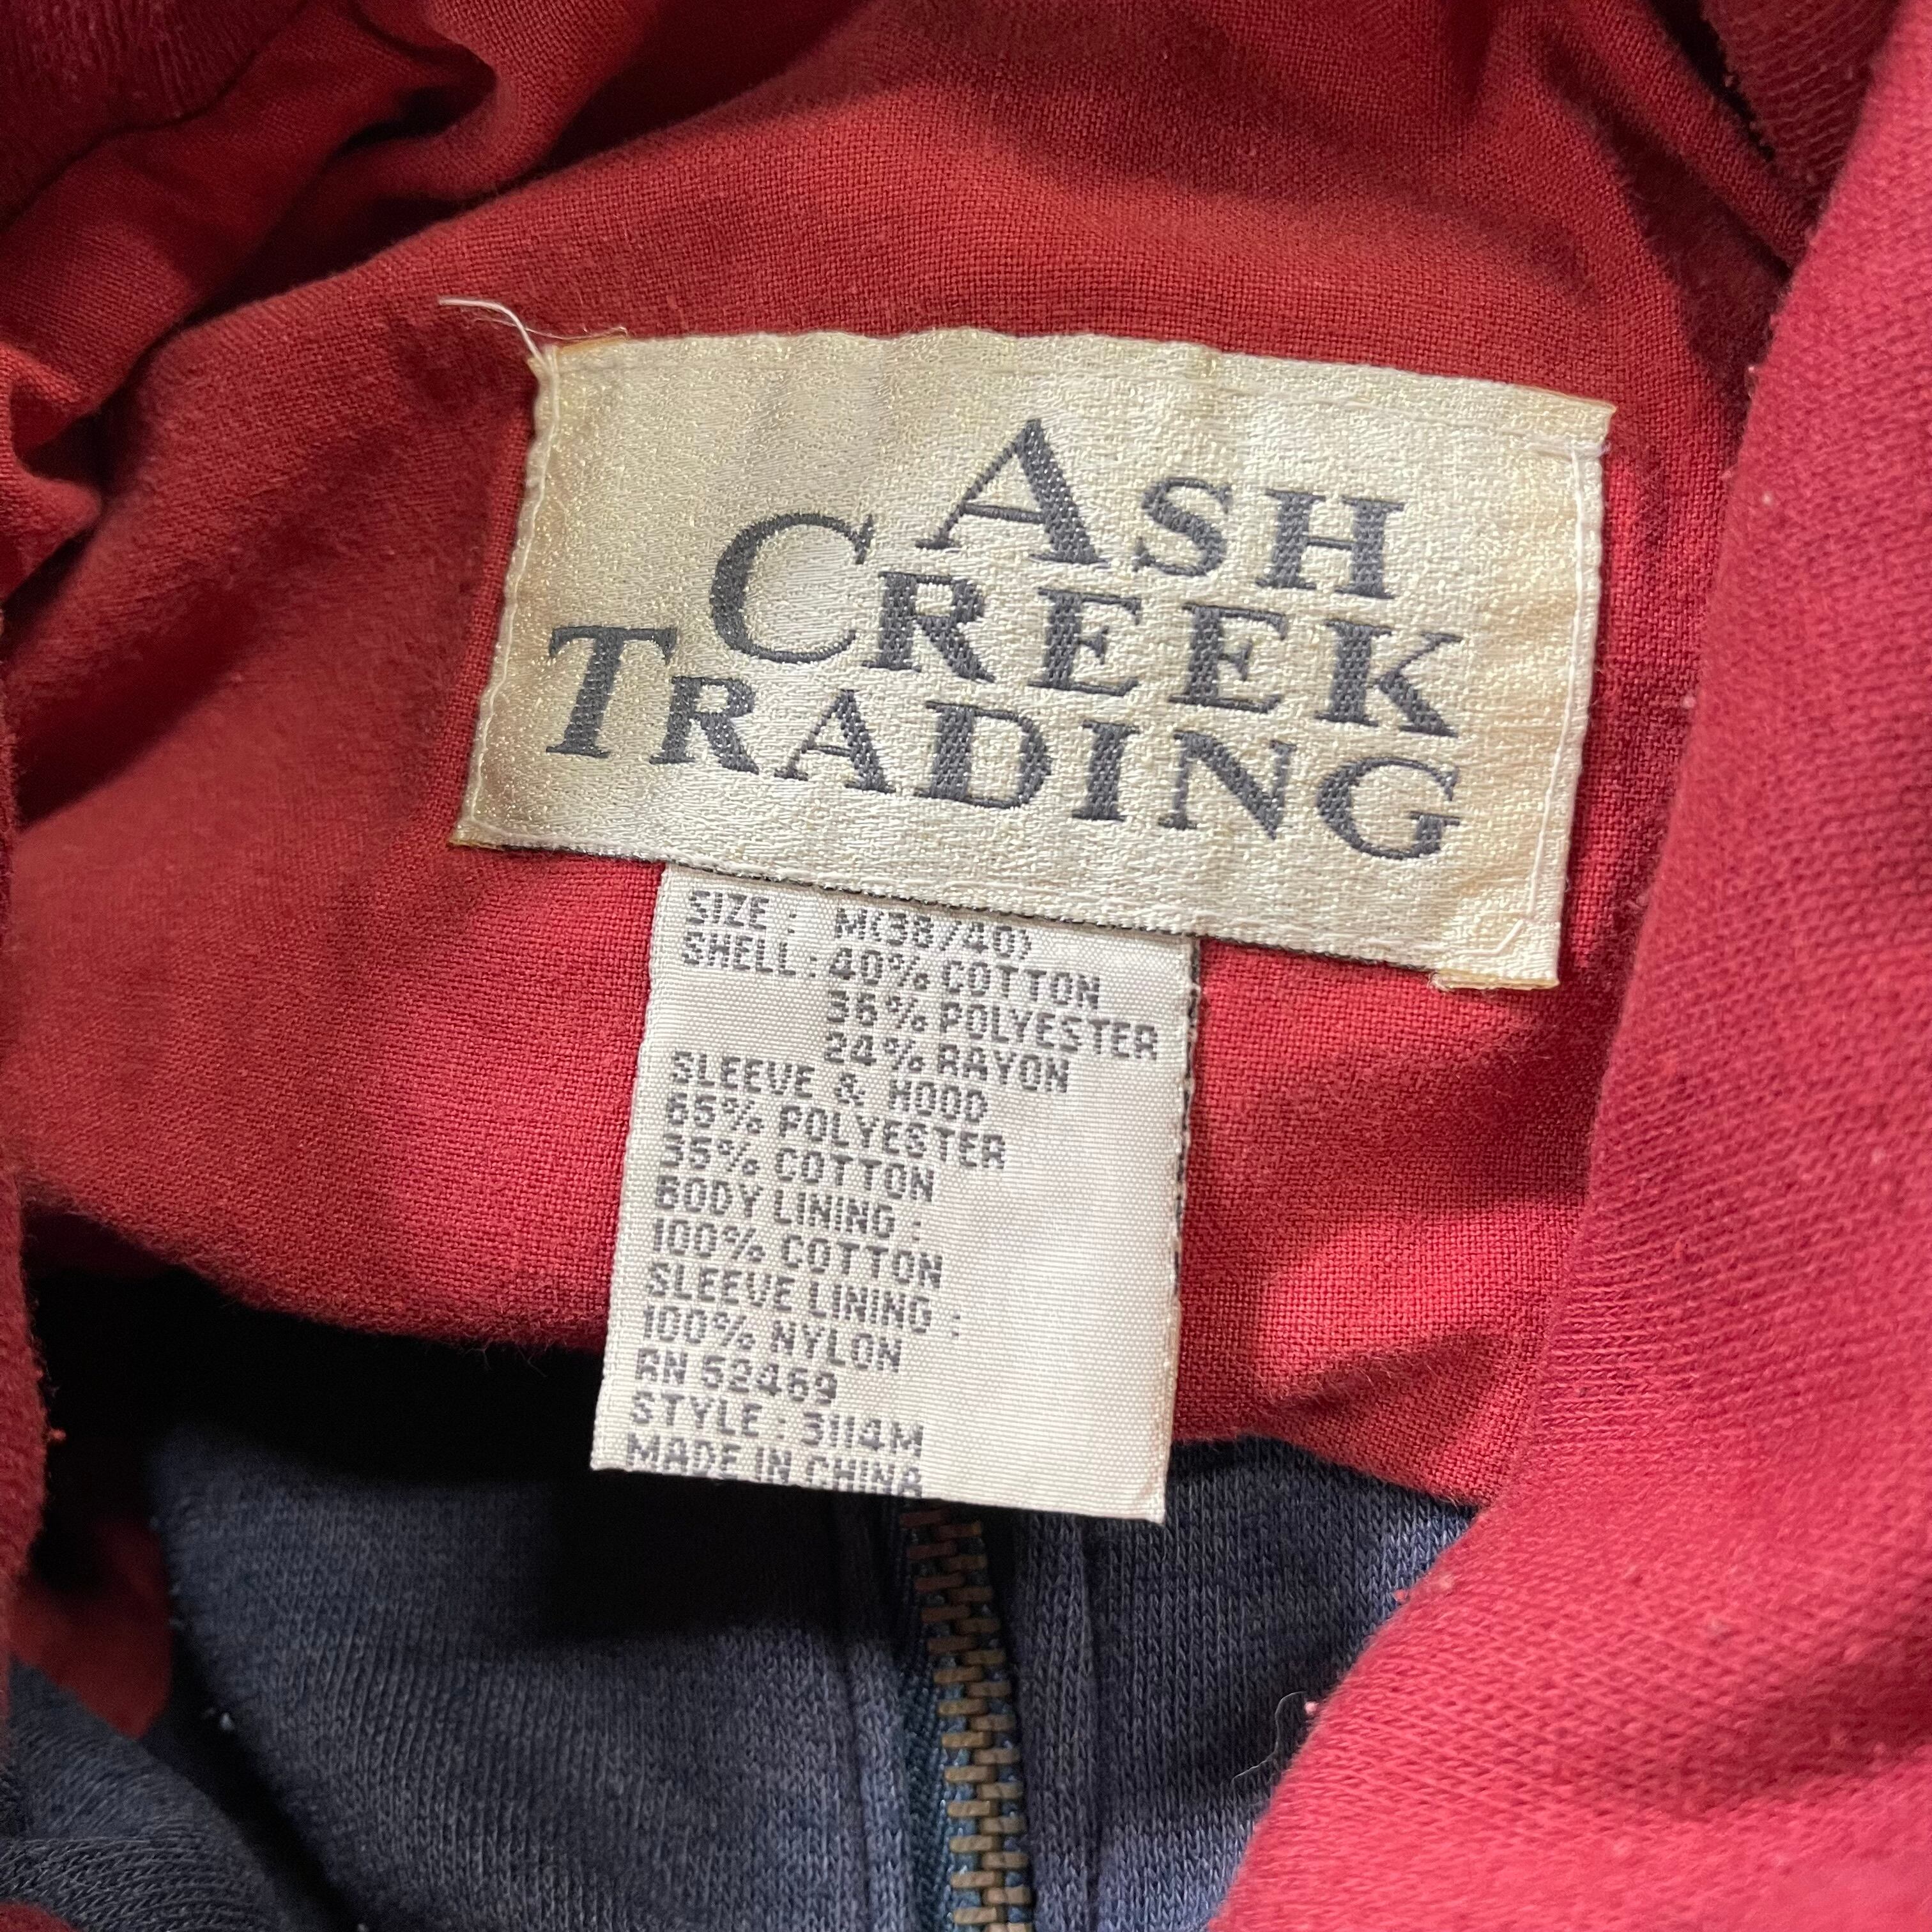 ASH
CREEK
TRADING
SIZE : M(38/40)
SHELL : 40% COTTON
36% POLYESTER
24% RAYON
SLEEVE & HOOD
65% POLYESTER
35% COTTON
BODY LINING :
100% COTTON
SLEEVE LINING :
100% NYLON
RN 52469
STYLE : 3114M
MADE IN CHINA